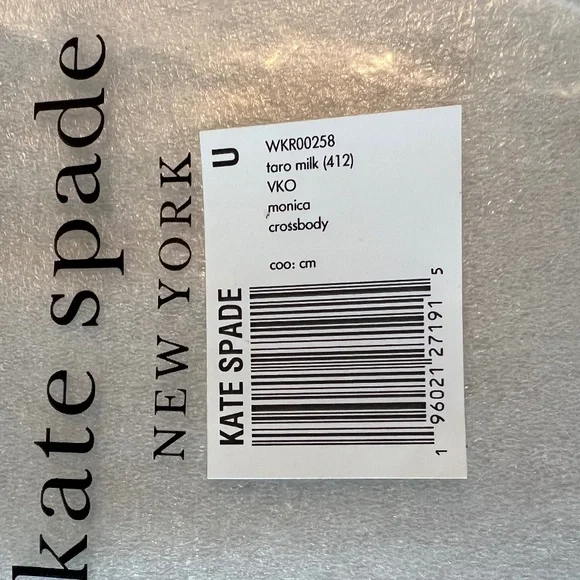 kate spade
NEW YORK
U
WKR00258
taro milk (412)
VKO
monica
crossbody
coo: cm
KATE SPADE
1 96021 27191 5